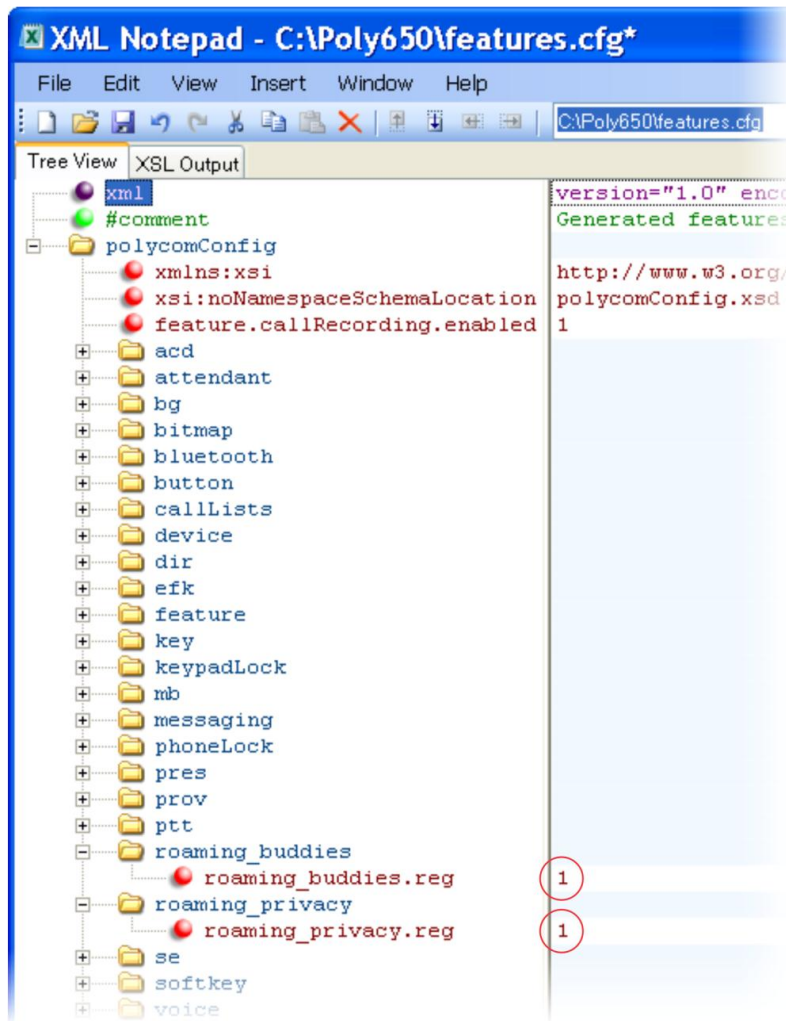 XML Notepad - C:\Poly650\features.cfg*
File Edit View Insert Window Help
C:\Poly650\features.cfg
Tree View XSL Output
xml version="1.0" enco
#comment Generated features
polycomConfig
xmlns:xsi http://www.w3.org/
xsi:noNamespaceSchemaLocation polycomConfig.xsd
feature.callRecording.enabled 1
acd
attendant
bg
bitmap
bluetooth
button
callLists
device
dir
efk
feature
key
keypadLock
mb
messaging
phoneLock
pres
prov
ptt
roaming_buddies
roaming_buddies.reg 1
roaming_privacy
roaming_privacy.reg 1
se
softkey
voice